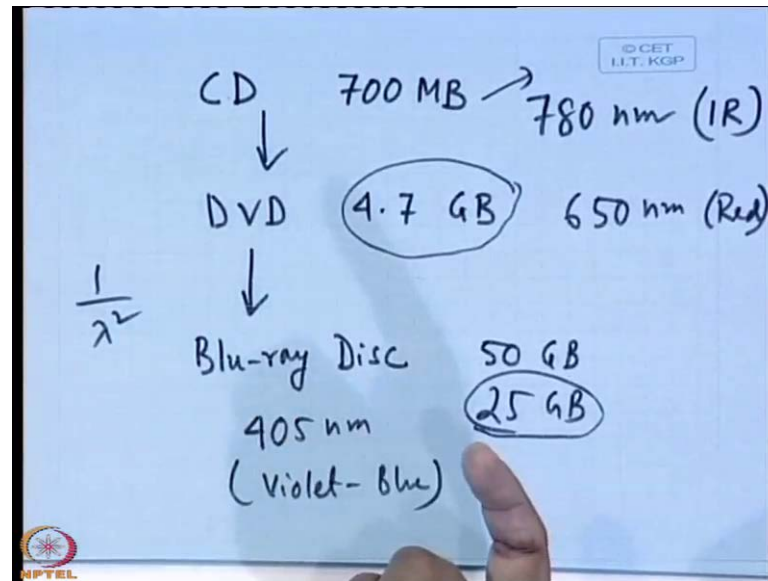 © CET
I.I.T. KGP
CD 700 MB → 780 nm (IR)
DVD 4.7 GB 650 nm (Red)
1/λ²
Blu-ray Disc 50 GB
25 GB
405 nm
(Violet-Blue)
NPTEL